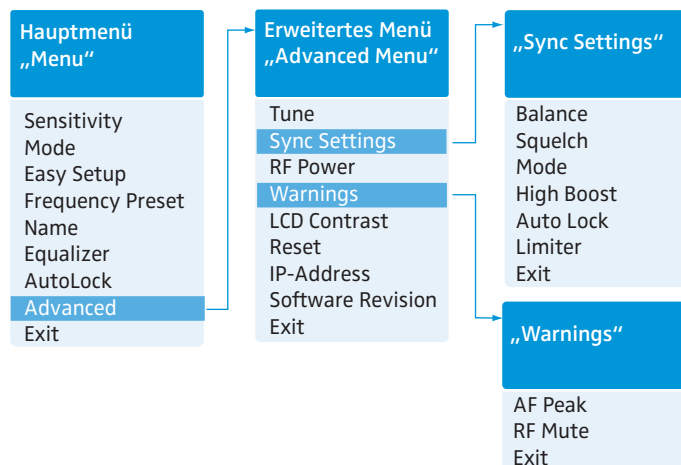 Hauptmenü
„Menu“
Sensitivity
Mode
Easy Setup
Frequency Preset
Name
Equalizer
AutoLock
Advanced
Exit
Erweitertes Menü
„Advanced Menu“
Tune
Sync Settings
RF Power
Warnings
LCD Contrast
Reset
IP-Address
Software Revision
Exit
„Sync Settings“
Balance
Squelch
Mode
High Boost
Auto Lock
Limiter
Exit
„Warnings“
AF Peak
RF Mute
Exit